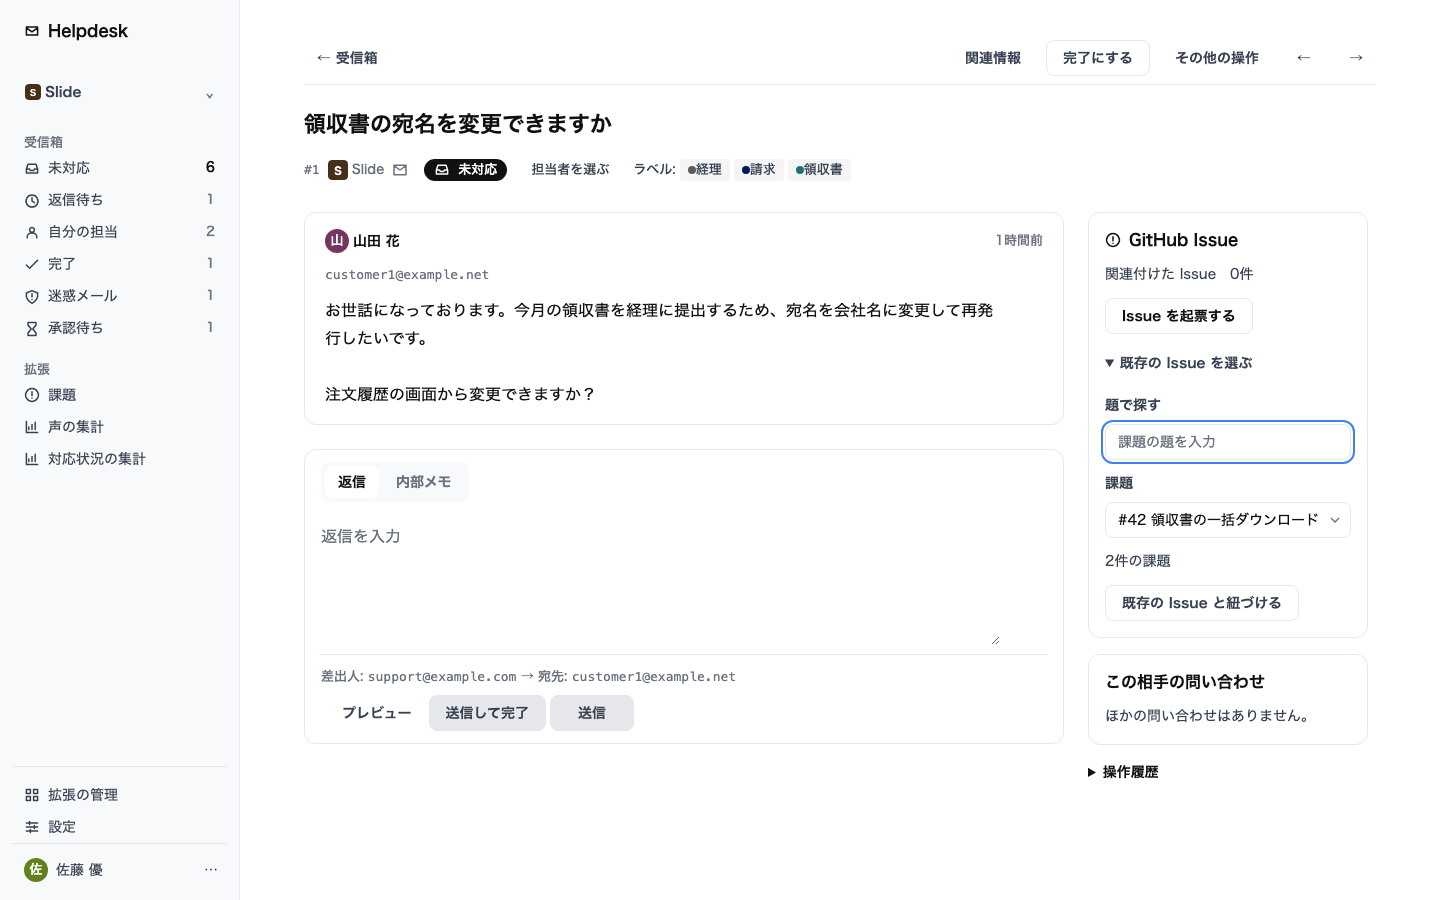 Helpdesk
S Slide
受信箱
未対応 6
返信待ち 1
自分の担当 2
完了 1
迷惑メール 1
承認待ち 1
拡張
課題
声の集計
対応状況の集計
拡張の管理
設定
佐 佐藤 優 …
← 受信箱
関連情報 完了にする その他の操作 ← →
領収書の宛名を変更できますか
#1 S Slide 未対応 担当者を選ぶ ラベル: 経理 請求 領収書
山 山田 花 1時間前
customer1@example.net
お世話になっております。今月の領収書を経理に提出するため、宛名を会社名に変更して再発
行したいです。
注文履歴の画面から変更できますか？
返信 内部メモ
返信を入力
差出人: support@example.com → 宛先: customer1@example.net
プレビュー 送信して完了 送信
GitHub Issue
関連付けた Issue 0件
Issue を起票する
▼ 既存の Issue を選ぶ
題で探す
課題の題を入力
課題
#42 領収書の一括ダウンロード
2件の課題
既存の Issue と紐づける
この相手の問い合わせ
ほかの問い合わせはありません。
▶ 操作履歴